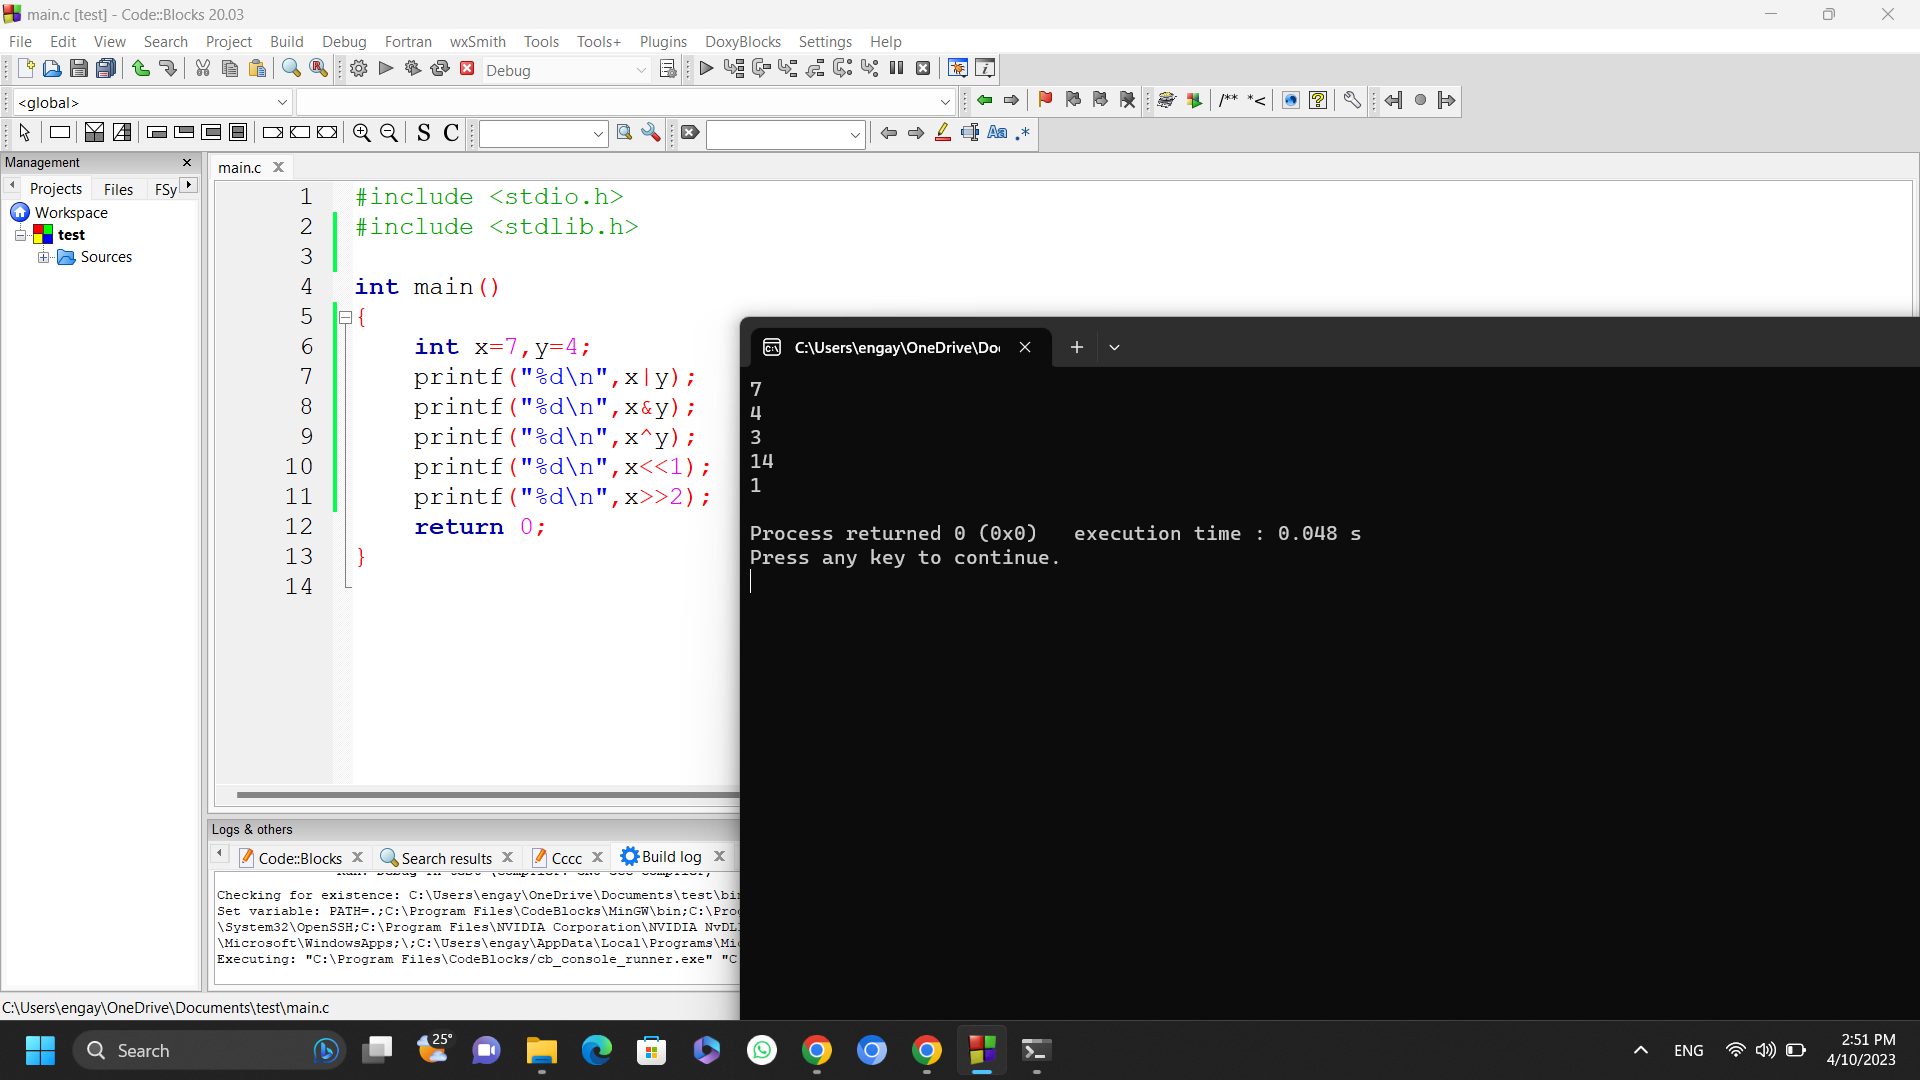 main.c [test] - Code::Blocks 20.03
File Edit View Search Project Build Debug Fortran wxSmith Tools Tools+ Plugins DoxyBlocks Settings Help
Debug
<global>
/** *<
S C
Aa .*
Management
Projects Files FSy
Workspace
test
Sources
main.c
1 #include <stdio.h>
2 #include <stdlib.h>
3
4 int main()
5 {
6 int x=7,y=4;
7 printf("%d\n",x|y);
8 printf("%d\n",x&y);
9 printf("%d\n",x^y);
10 printf("%d\n",x<<1);
11 printf("%d\n",x>>2);
12 return 0;
13 }
14
C:\Users\engay\OneDrive\Do
7
4
3
14
1
Process returned 0 (0x0) execution time : 0.048 s
Press any key to continue.
Logs & others
Code::Blocks Search results Cccc Build log
Checking for existence: C:\Users\engay\OneDrive\Documents\test\bin
Set variable: PATH=.;C:\Program Files\CodeBlocks\MinGW\bin;C:\Pro
\System32\OpenSSH;C:\Program Files\NVIDIA Corporation\NVIDIA NvDL
\Microsoft\WindowsApps;\;C:\Users\engay\AppData\Local\Programs\Mi
Executing: "C:\Program Files\CodeBlocks/cb_console_runner.exe" "C
C:\Users\engay\OneDrive\Documents\test\main.c
Search
25°
ENG
2:51 PM
4/10/2023